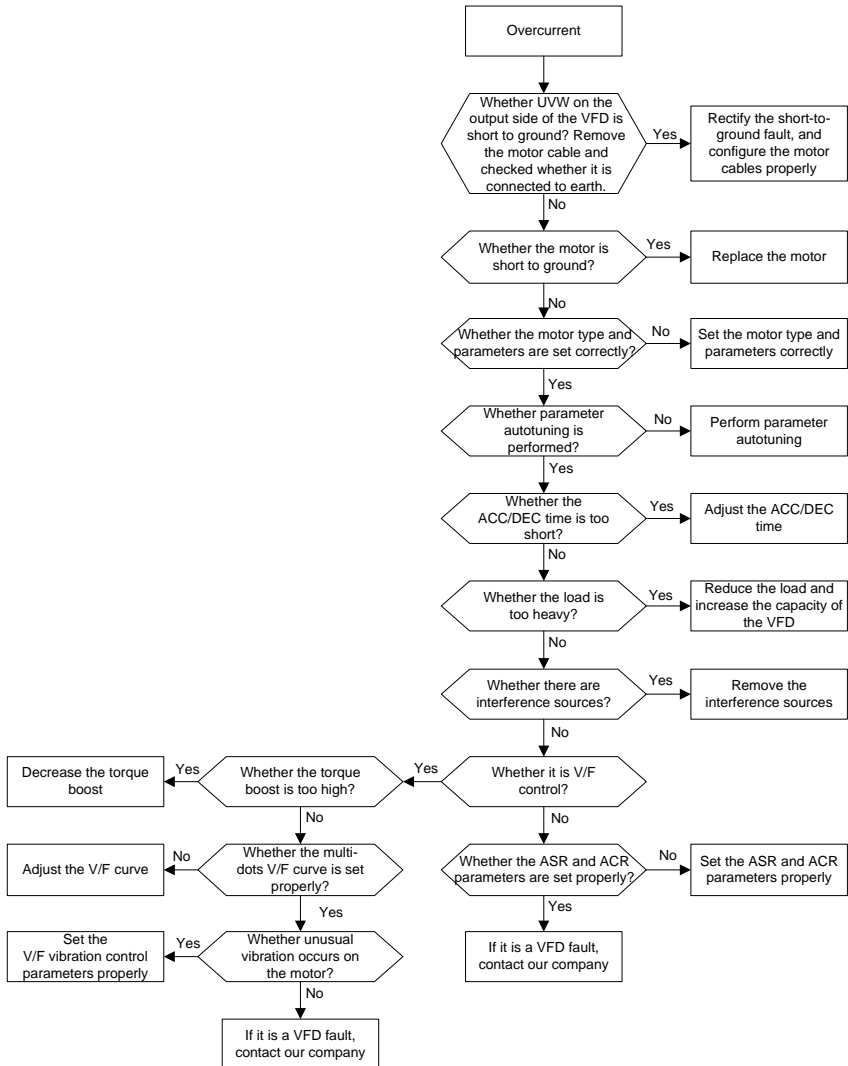 Overcurrent
Whether UVW on the
output side of the VFD is
short to ground? Remove
the motor cable and
checked whether it is
connected to earth.
Yes
Rectify the short-to-
ground fault, and
configure the motor
cables properly
No
Whether the motor is
short to ground?
Yes
Replace the motor
No
Whether the motor type and
parameters are set correctly?
No
Set the motor type and
parameters correctly
Yes
Whether parameter
autotuning is
performed?
No
Perform parameter
autotuning
Yes
Whether the
ACC/DEC time is too
short?
Yes
Adjust the ACC/DEC
time
No
Whether the load is
too heavy?
Yes
Reduce the load and
increase the capacity of
the VFD
No
Whether there are
interference sources?
Yes
Remove the
interference sources
No
Whether it is V/F
control?
Yes
Whether the torque
boost is too high?
Yes
Decrease the torque
boost
No
Whether the multi-
dots V/F curve is set
properly?
No
Adjust the V/F curve
Yes
Whether unusual
vibration occurs on
the motor?
Yes
Set the
V/F vibration control
parameters properly
No
If it is a VFD fault,
contact our company
No
Whether the ASR and ACR
parameters are set properly?
No
Set the ASR and ACR
parameters properly
Yes
If it is a VFD fault,
contact our company